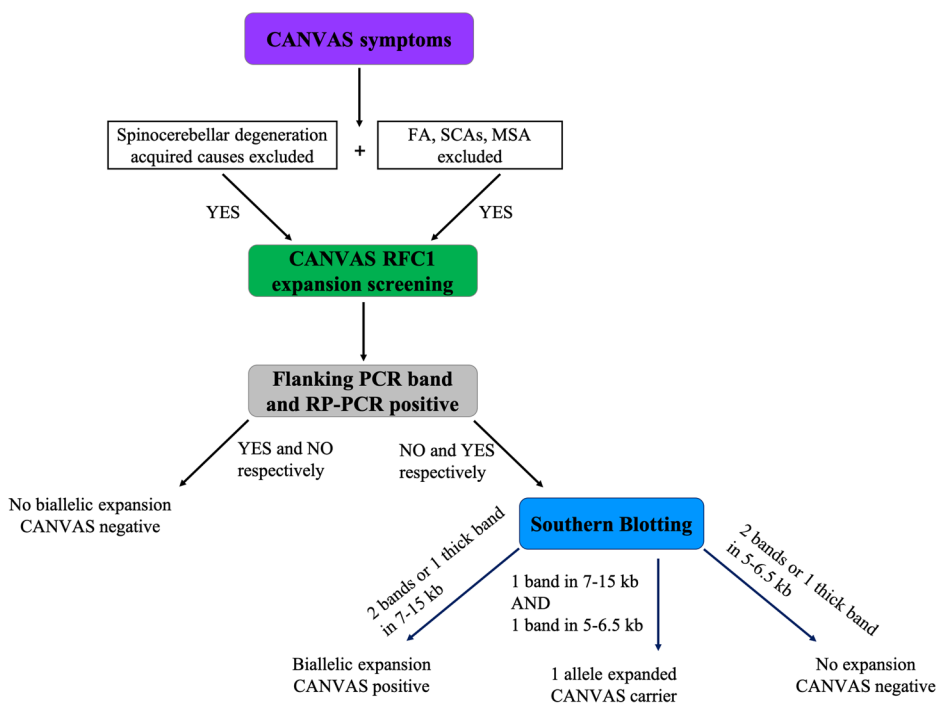 CANVAS symptoms
Spinocerebellar degeneration
acquired causes excluded
+
FA, SCAs, MSA
excluded
YES
YES
CANVAS RFC1
expansion screening
Flanking PCR band
and RP-PCR positive
YES and NO
respectively
NO and YES
respectively
No biallelic expansion
CANVAS negative
Southern Blotting
2 bands or 1 thick band
in 7-15 kb
1 band in 7-15 kb
AND
1 band in 5-6.5 kb
2 bands or 1 thick band
in 5-6.5 kb
Biallelic expansion
CANVAS positive
1 allele expanded
CANVAS carrier
No expansion
CANVAS negative